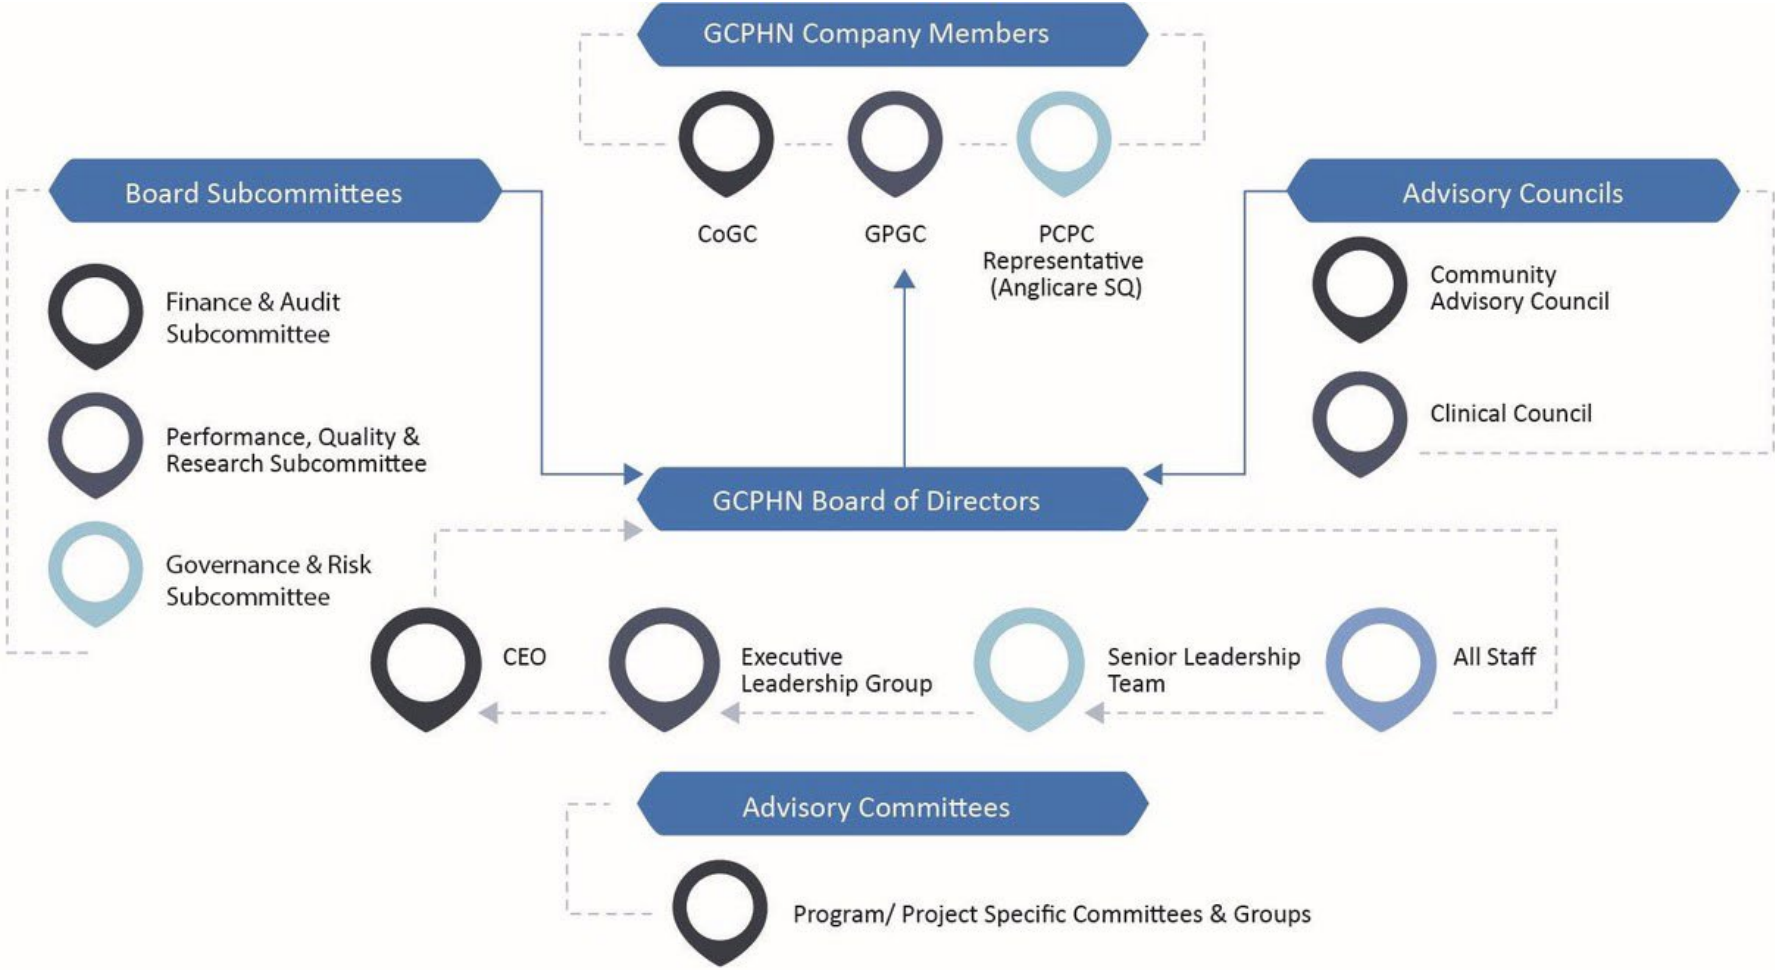 GCPHN Company Members
CoGC
GPGC
PCPC
Representative
(Anglicare SQ)
Board Subcommittees
Finance & Audit
Subcommittee
Performance, Quality &
Research Subcommittee
Governance & Risk
Subcommittee
Advisory Councils
Community
Advisory Council
Clinical Council
GCPHN Board of Directors
CEO
Executive
Leadership Group
Senior Leadership
Team
All Staff
Advisory Committees
Program/ Project Specific Committees & Groups